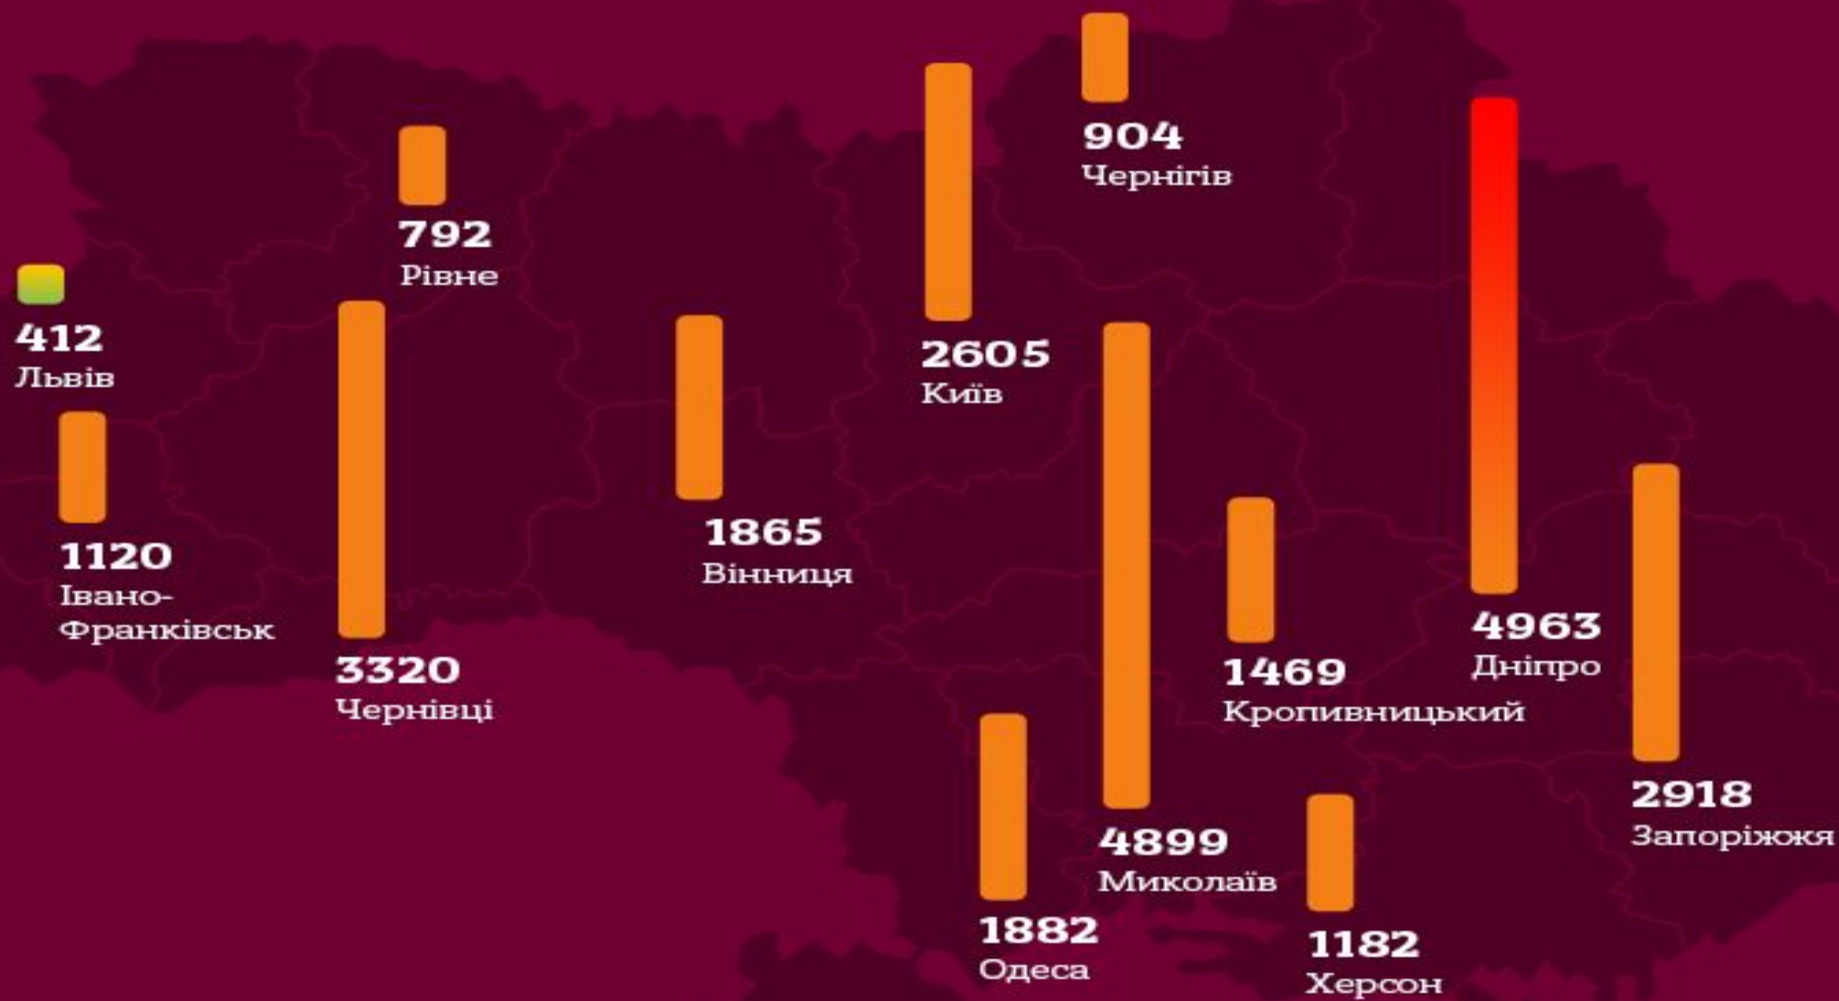 904
Чернігів
792
Рівне
412
Львів
2605
Київ
1865
Вінниця
1120
Івано-
Франківськ
4963
Дніпро
3320
Чернівці
1469
Кропивницький
2918
Запоріжжя
4899
Миколаїв
1882
Одеса
1182
Херсон